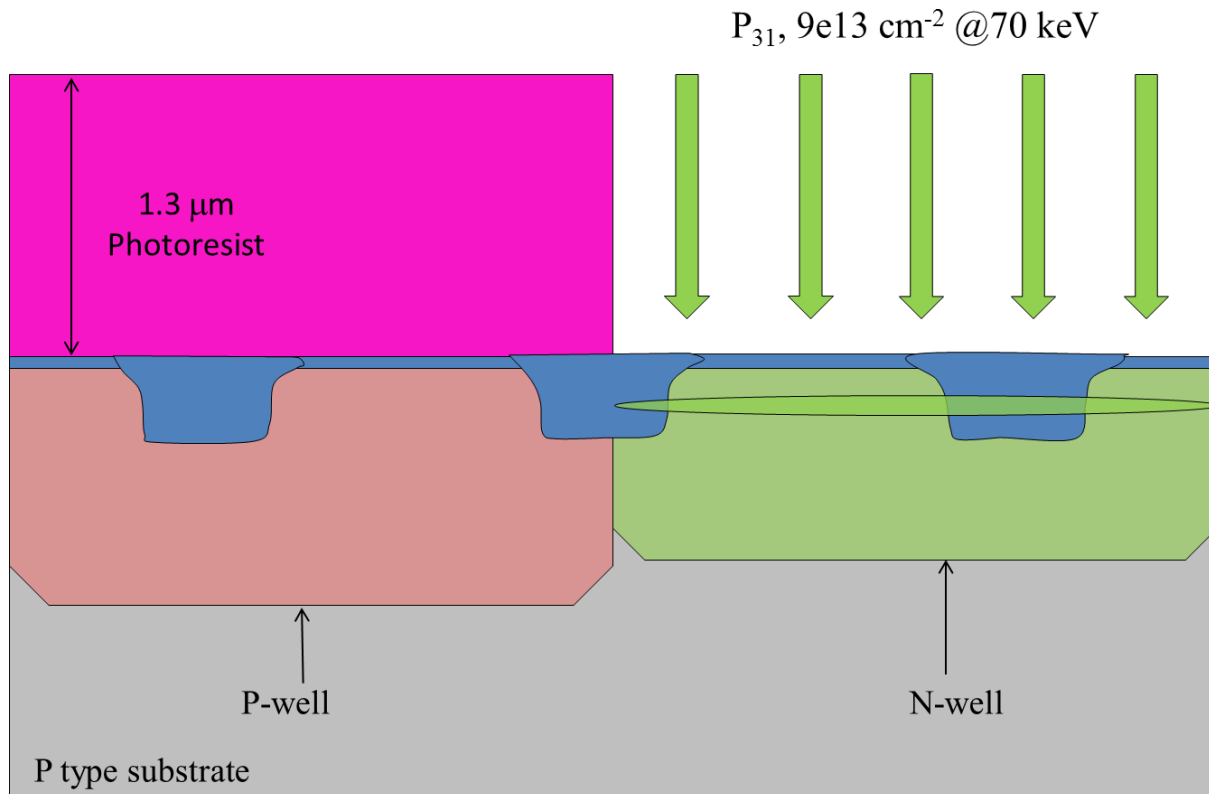 P₃₁, 9e13 cm⁻² @70 keV
1.3 μm
Photoresist
P-well
N-well
P type substrate